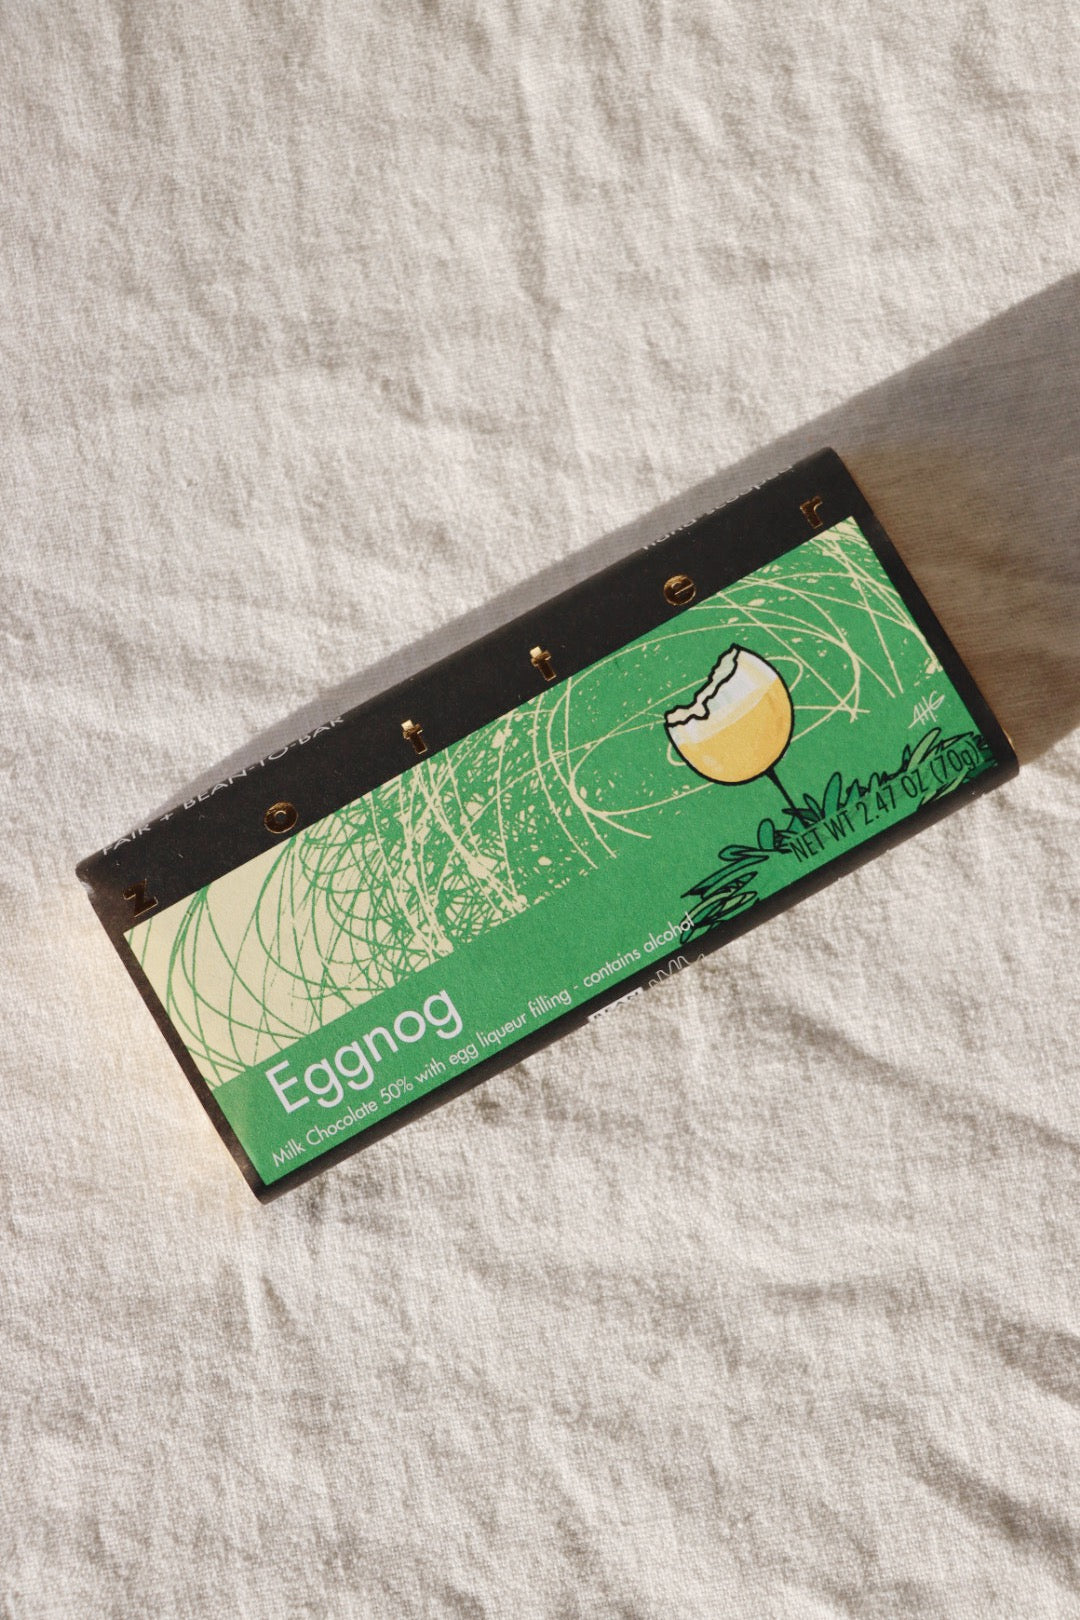 FAIR + BEAN-TO-BAR
zotter
AHG
NET WT 2.47 OZ (70g)
Eggnog
Milk Chocolate 50% with egg liqueur filling - contains alcohol